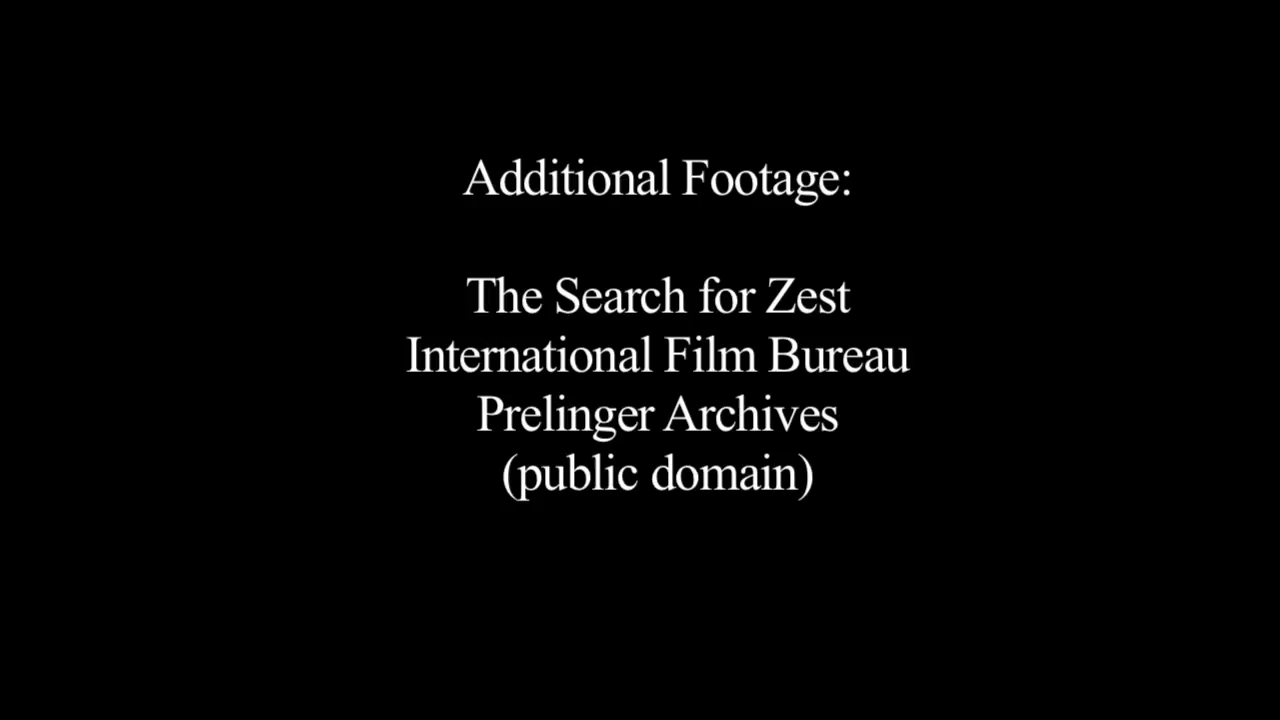 Additional Footage:
The Search for Zest
International Film Bureau
Prelinger Archives
(public domain)